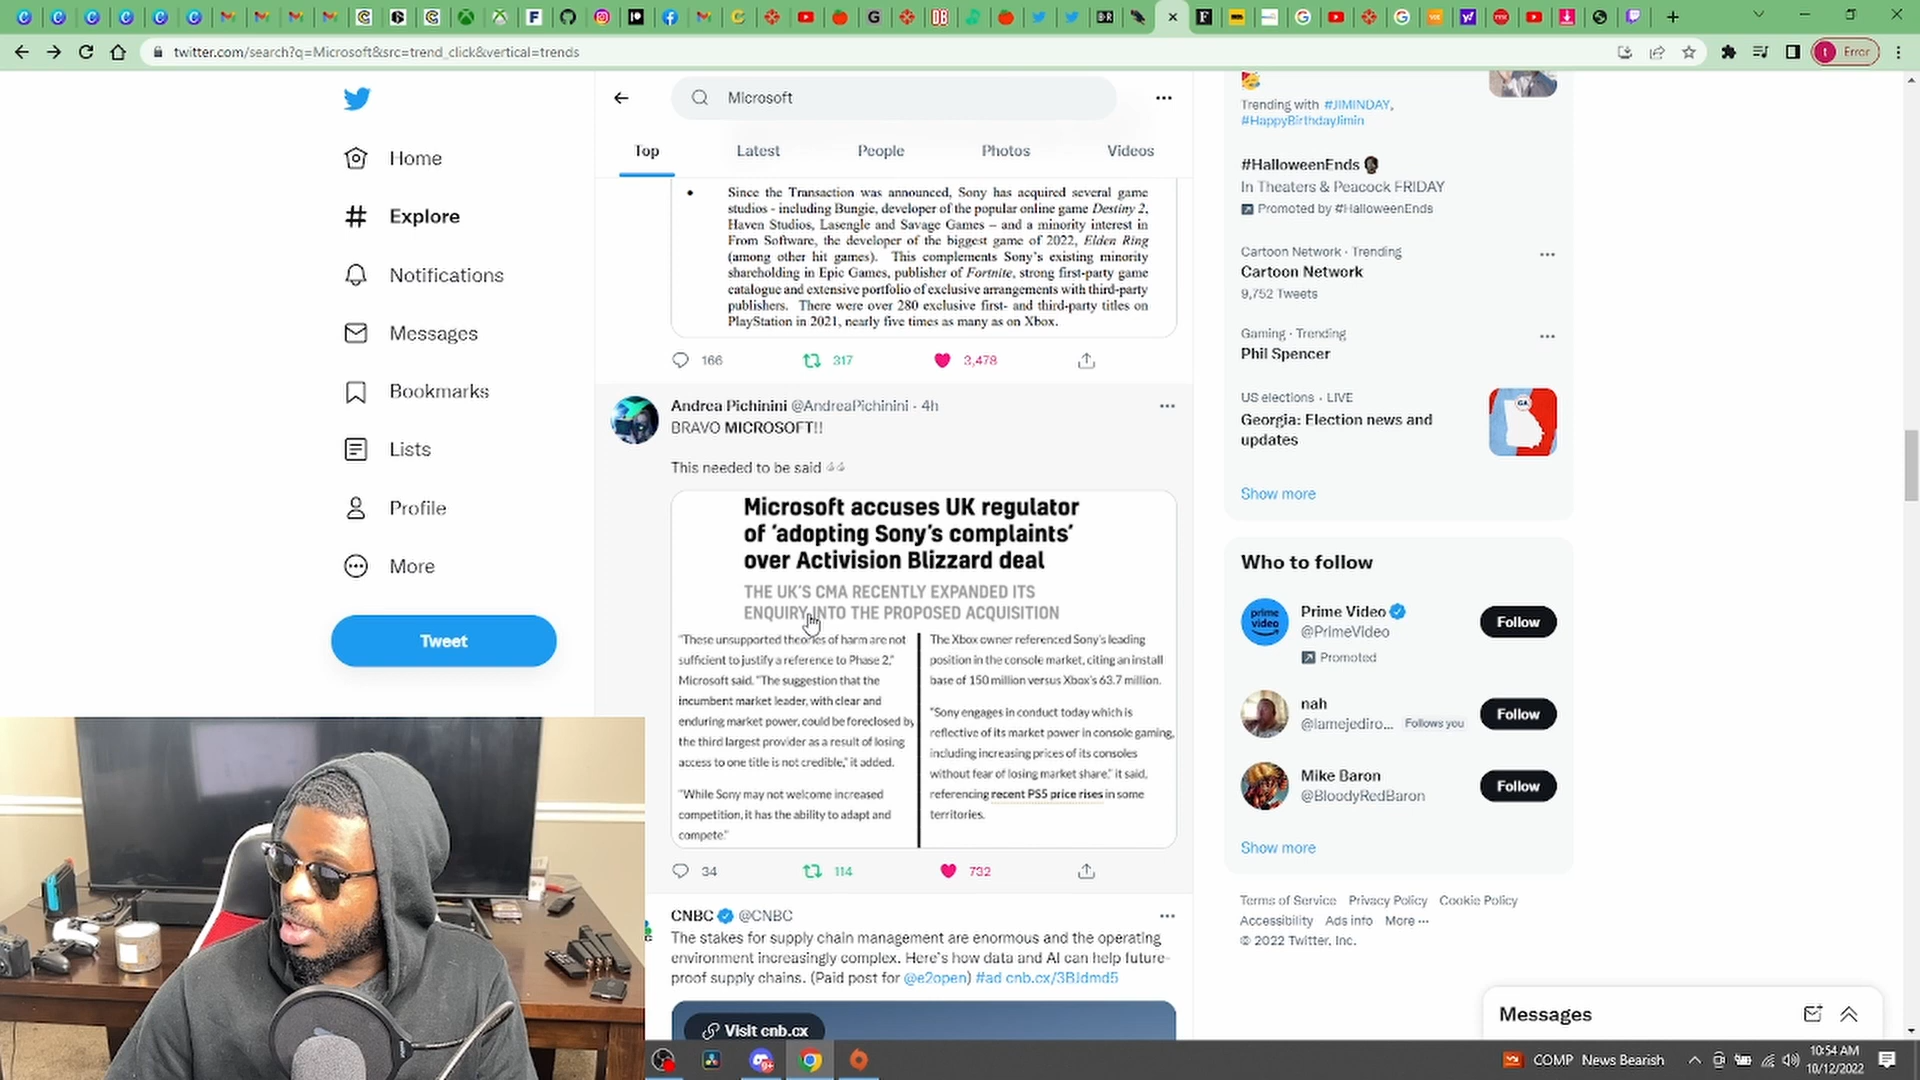 twitter.com/search?q=Microsoft&src=trend_click&vertical=trends
Error
Microsoft
Top
Latest
People
Photos
Videos
Home
Explore
Notifications
Messages
Bookmarks
Lists
Profile
More
Tweet
• Since the Transaction was announced, Sony has acquired several game
studios - including Bungie, developer of the popular online game Destiny 2,
Haven Studios, Lasengle and Savage Games – and a minority interest in
From Software, the developer of the biggest game of 2022, Elden Ring
(among other hit games). This complements Sony's existing minority
shareholding in Epic Games, publisher of Fortnite, strong first-party game
catalogue and extensive portfolio of exclusive arrangements with third-party
publishers. There were over 280 exclusive first- and third-party titles on
PlayStation in 2021, nearly five times as many as on Xbox.
166
317
3,478
Andrea Pichinini @AndreaPichinini · 4h
BRAVO MICROSOFT!!
This needed to be said
Microsoft accuses UK regulator
of 'adopting Sony's complaints'
over Activision Blizzard deal
THE UK'S CMA RECENTLY EXPANDED ITS
ENQUIRY INTO THE PROPOSED ACQUISITION
"These unsupported theories of harm are not
sufficient to justify a reference to Phase 2,"
Microsoft said. "The suggestion that the
incumbent market leader, with clear and
enduring market power, could be foreclosed by
the third largest provider as a result of losing
access to one title is not credible," it added.
"While Sony may not welcome increased
competition, it has the ability to adapt and
compete."
The Xbox owner referenced Sony's leading
position in the console market, citing an install
base of 150 million versus Xbox's 63.7 million.
"Sony engages in conduct today which is
reflective of its market power in console gaming,
including increasing prices of its consoles
without fear of losing market share," it said,
referencing recent PS5 price rises in some
territories.
34
114
732
CNBC @CNBC
The stakes for supply chain management are enormous and the operating
environment increasingly complex. Here's how data and AI can help future-
proof supply chains. (Paid post for @e2open) #ad cnb.cx/3BJdmd5
Visit cnb.cx
Trending with #JIMINDAY,
#HappyBirthdayJimin
#HalloweenEnds
In Theaters & Peacock FRIDAY
Promoted by #HalloweenEnds
Cartoon Network · Trending
Cartoon Network
9,752 Tweets
Gaming · Trending
Phil Spencer
US elections · LIVE
Georgia: Election news and
updates
Show more
Who to follow
prime
video
Prime Video
@PrimeVideo
Promoted
Follow
nah
@Iamejediro... Follows you
Follow
Mike Baron
@BloodyRedBaron
Follow
Show more
Terms of Service Privacy Policy Cookie Policy
Accessibility Ads info More ···
© 2022 Twitter, Inc.
Messages
COMP News Bearish
10:54 AM
10/12/2022